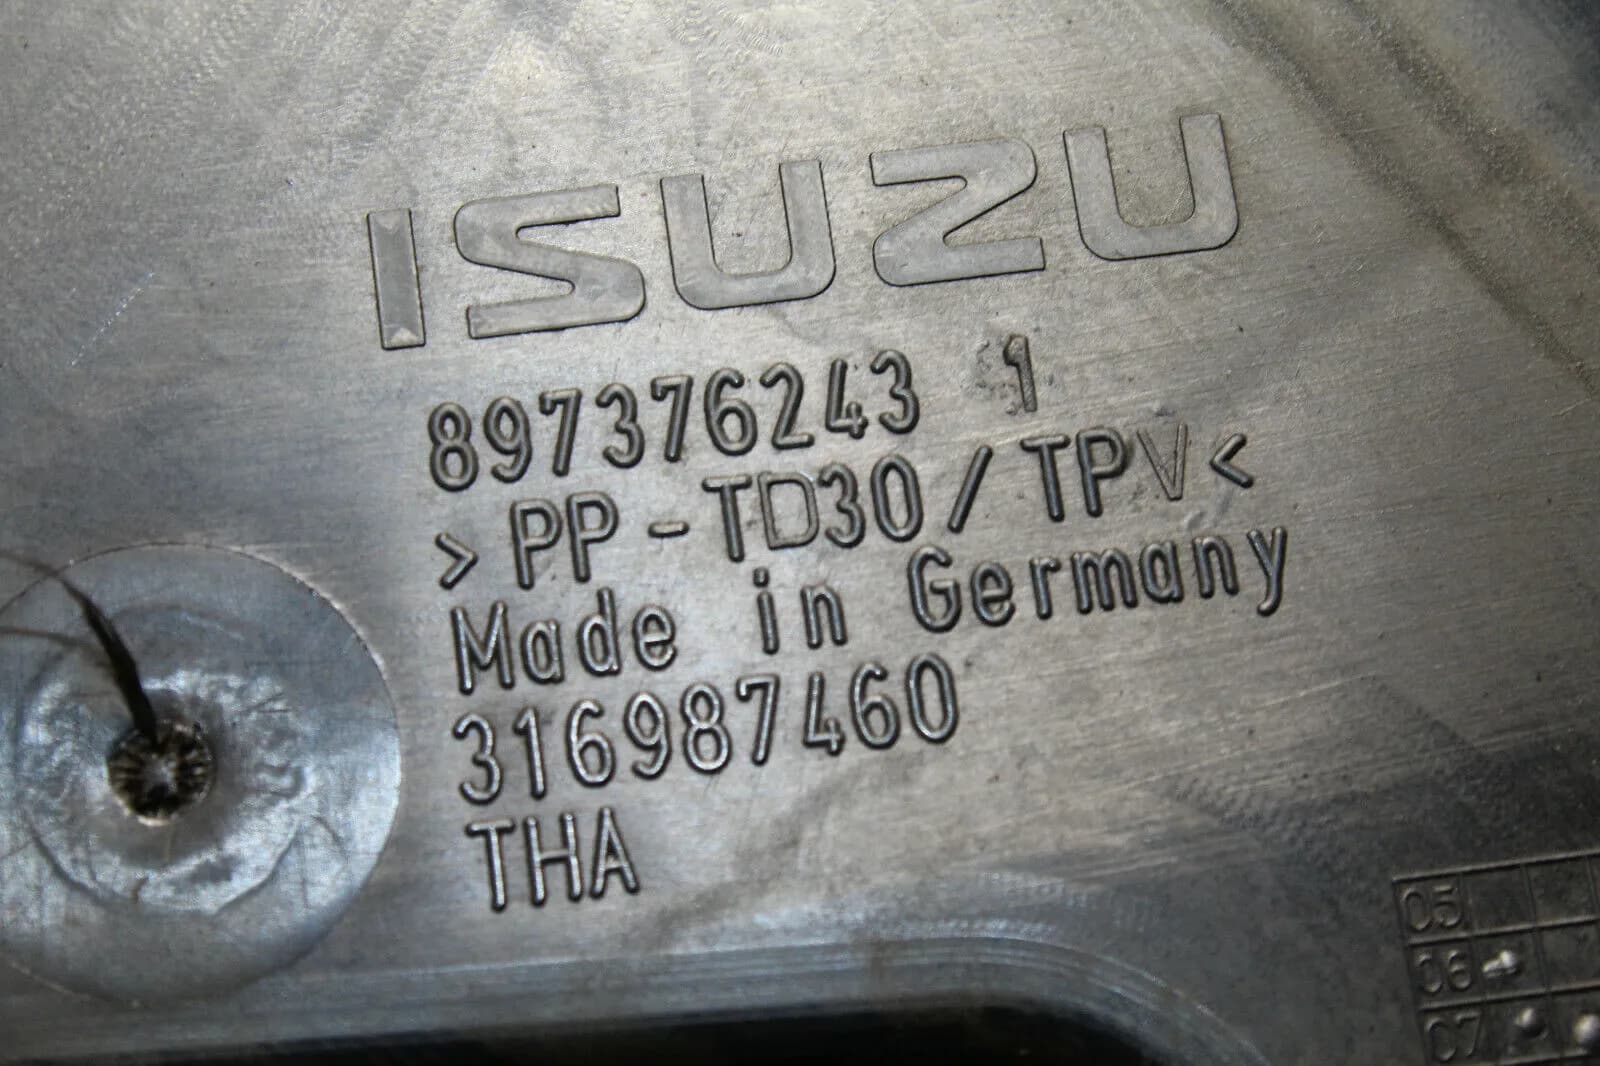 ISUZU
897376243 1
>PP-TD30/TPV<
Made in Germany
316987460
THA
05
06
07